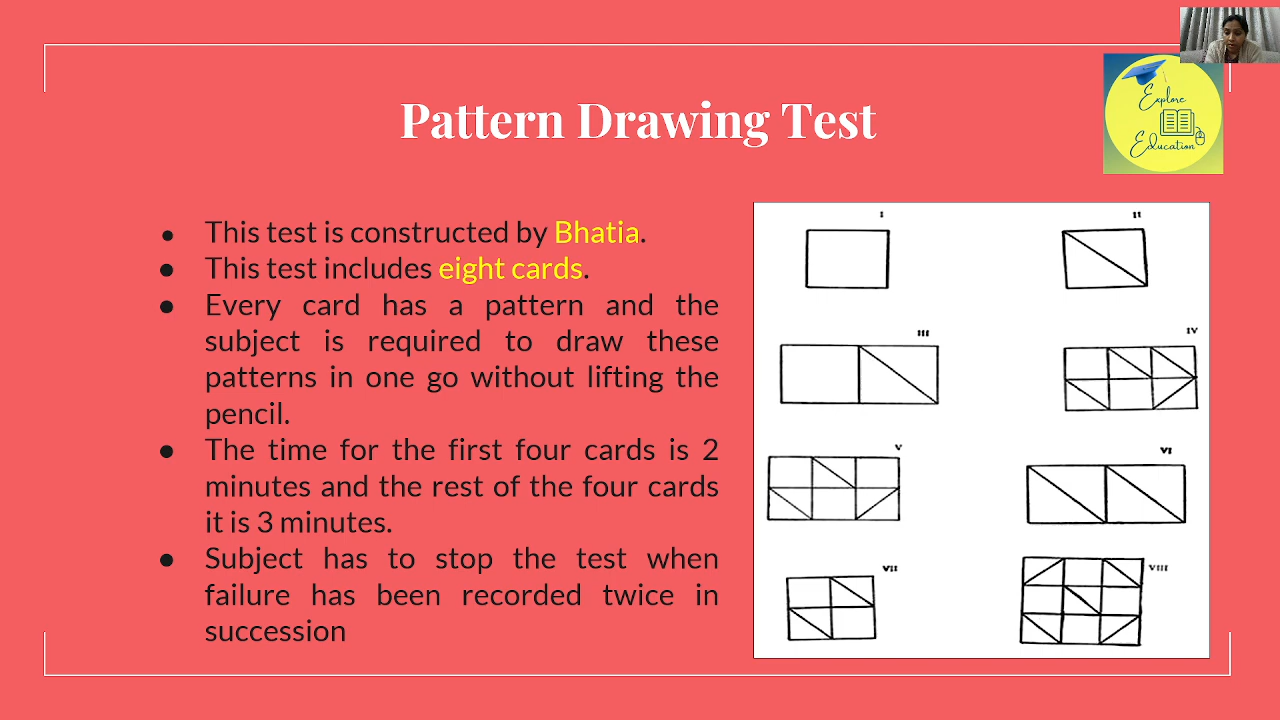 Pattern Drawing Test
Explore
Education
● This test is constructed by Bhatia.
● This test includes eight cards.
● Every card has a pattern and the
subject is required to draw these
patterns in one go without lifting the
pencil.
● The time for the first four cards is 2
minutes and the rest of the four cards
it is 3 minutes.
● Subject has to stop the test when
failure has been recorded twice in
succession
I
II
III
IV
V
VI
VII
VIII